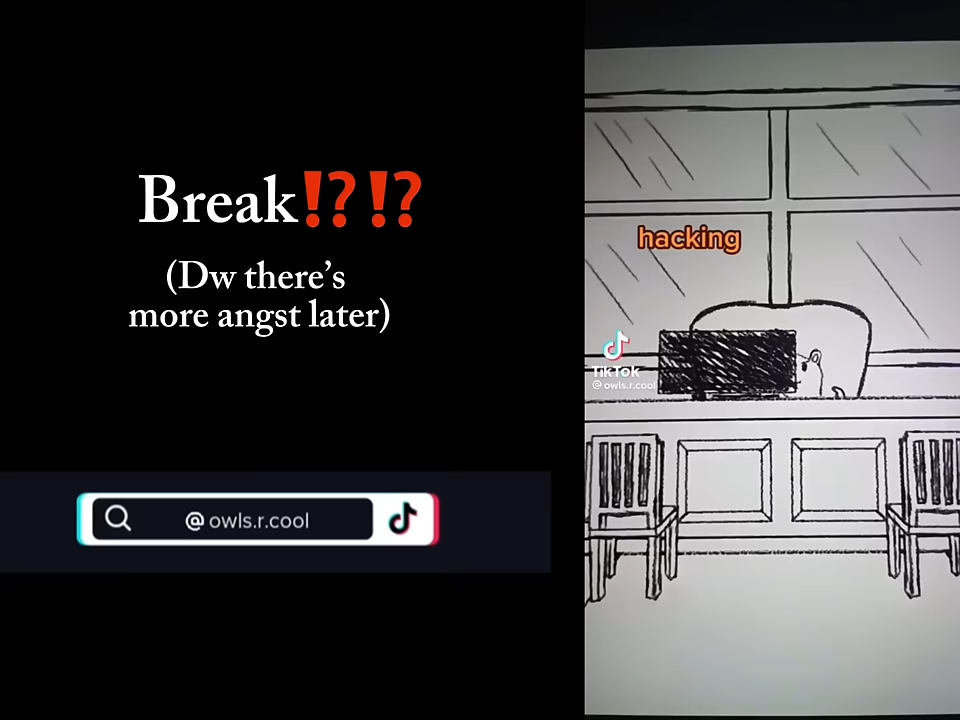 Break⁉️⁉️
(Dw there's
more angst later)
@owls.r.cool
hacking
TikTok
@owls.r.cool